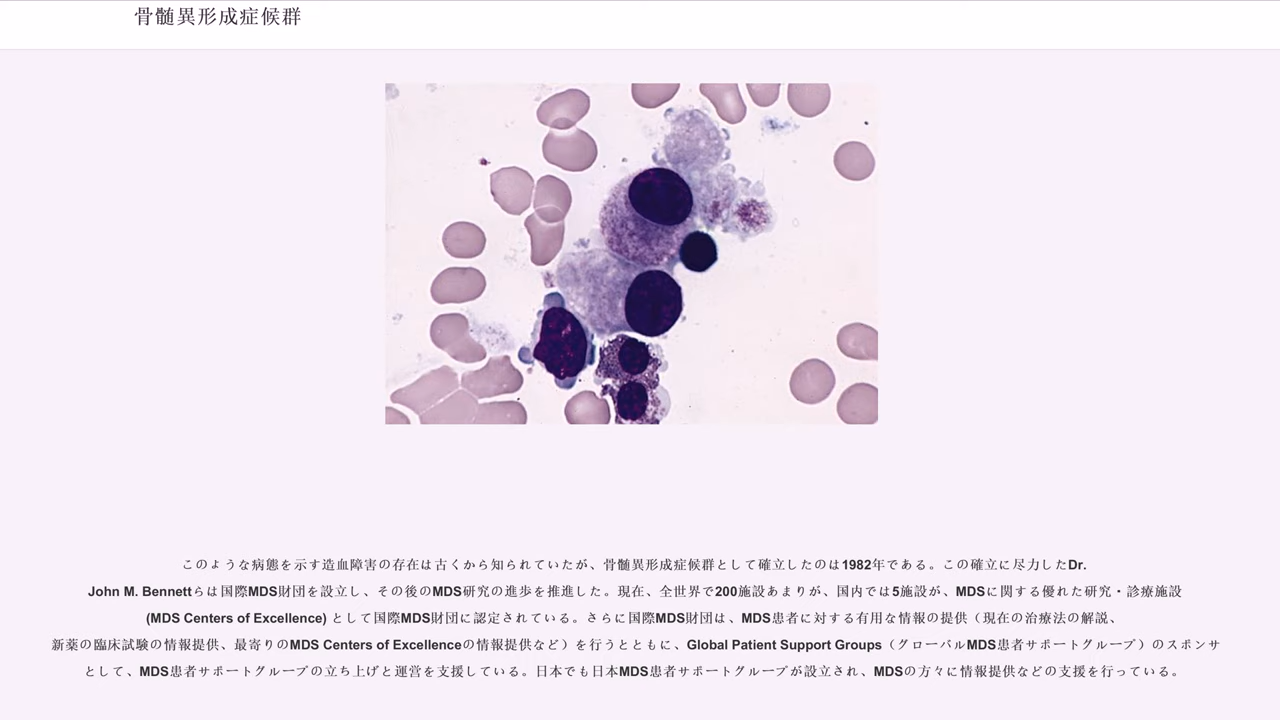 骨髄異形成症候群
このような病態を示す造血障害の存在は古くから知られていたが、骨髄異形成症候群として確立したのは1982年である。この確立に尽力したDr.
John M. Bennettらは国際MDS財団を設立し、その後のMDS研究の進歩を推進した。現在、全世界で200施設あまりが、国内では5施設が、MDSに関する優れた研究・診療施設
(MDS Centers of Excellence) として国際MDS財団に認定されている。さらに国際MDS財団は、MDS患者に対する有用な情報の提供（現在の治療法の解説、
新薬の臨床試験の情報提供、最寄りのMDS Centers of Excellenceの情報提供など）を行うとともに、Global Patient Support Groups（グローバルMDS患者サポートグループ）のスポンサ
として、MDS患者サポートグループの立ち上げと運営を支援している。日本でも日本MDS患者サポートグループが設立され、MDSの方々に情報提供などの支援を行っている。